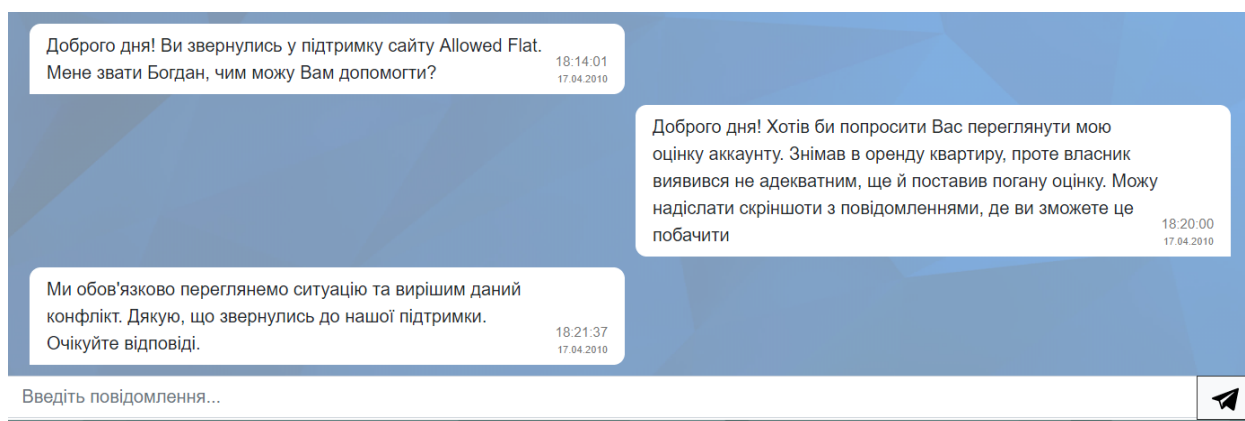 Доброго дня! Ви звернулись у підтримку сайту Allowed Flat.
Мене звати Богдан, чим можу Вам допомогти?
18:14:01
17.04.2010
Доброго дня! Хотів би попросити Вас переглянути мою
оцінку аккаунту. Знімав в оренду квартиру, проте власник
виявився не адекватним, ще й поставив погану оцінку. Можу
надіслати скріншоти з повідомленнями, де ви зможете це
побачити
18:20:00
17.04.2010
Ми обов'язково переглянемо ситуацію та вирішим даний
конфлікт. Дякую, що звернулись до нашої підтримки.
Очікуйте відповіді.
18:21:37
17.04.2010
Введіть повідомлення...